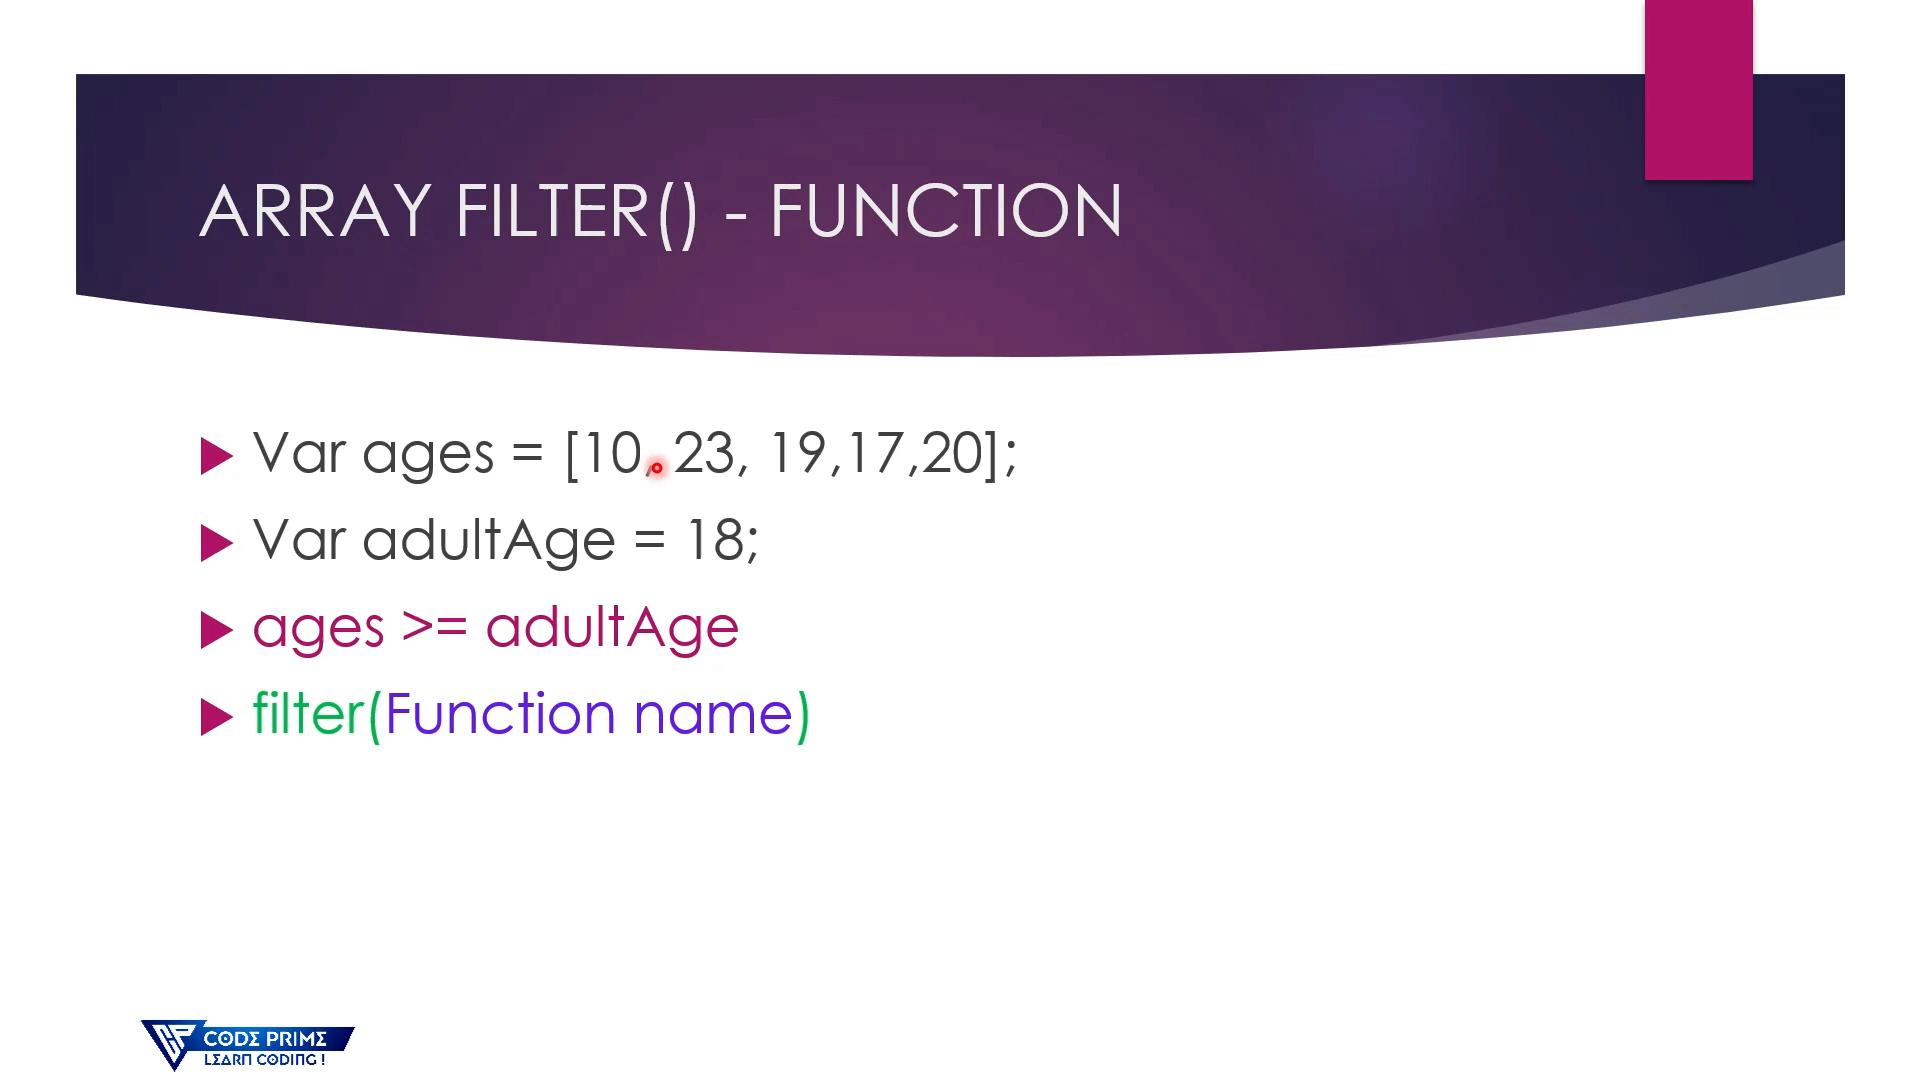 ARRAY FILTER() - FUNCTION
Var ages = [10, 23, 19,17,20];
Var adultAge = 18;
ages >= adultAge
filter(Function name)
CODE PRIME
LEARN CODING !